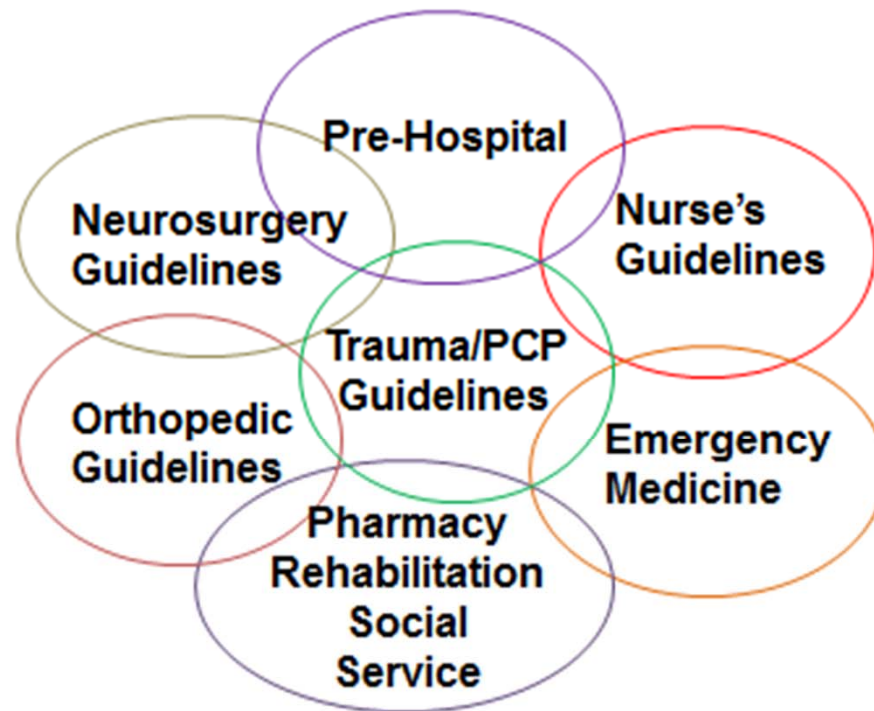 Pre-Hospital
Neurosurgery
Guidelines
Nurse’s
Guidelines
Trauma/PCP
Guidelines
Orthopedic
Guidelines
Emergency
Medicine
Pharmacy
Rehabilitation
Social
Service